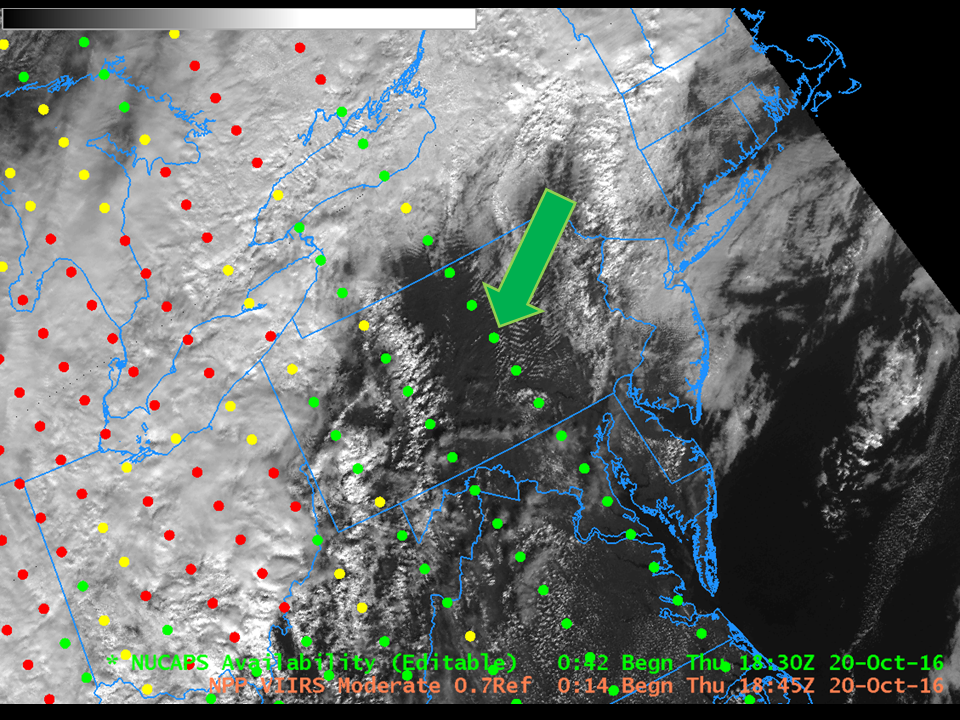 * NUCAPS Availability (Editable) 0:42 Begn Thu 18:30Z 20-Oct-16
NPP VIIRS Moderate 0.7Ref 0:14 Begn Thu 18:45Z 20-Oct-16